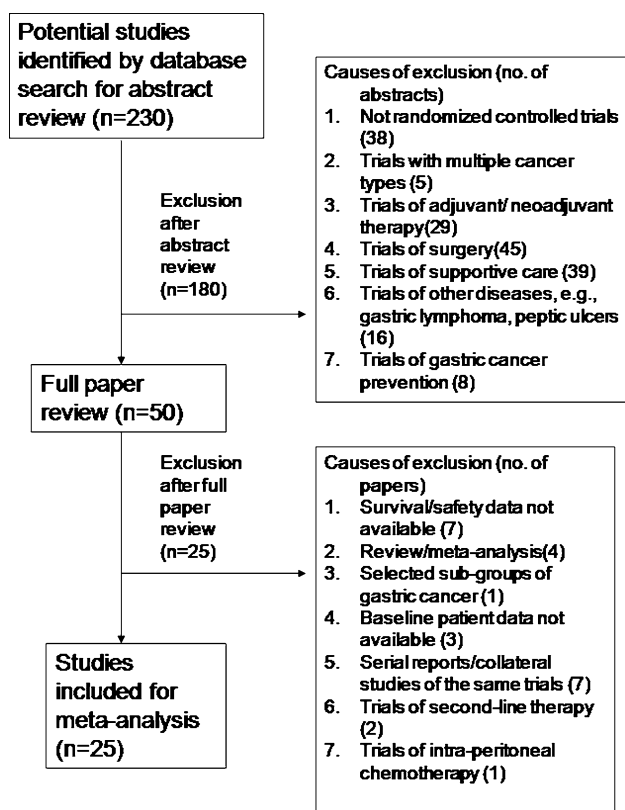 Potential studies
identified by database
search for abstract
review (n=230)
Causes of exclusion (no. of
abstracts)
1. Not randomized controlled trials
(38)
2. Trials with multiple cancer
types (5)
3. Trials of adjuvant/ neoadjuvant
therapy(29)
4. Trials of surgery(45)
5. Trials of supportive care (39)
6. Trials of other diseases, e.g.,
gastric lymphoma, peptic ulcers
(16)
7. Trials of gastric cancer
prevention (8)
Exclusion
after
abstract
review
(n=180)
Full paper
review (n=50)
Exclusion
after full
paper
review
(n=25)
Causes of exclusion (no. of
papers)
1. Survival/safety data not
available (7)
2. Review/meta-analysis(4)
3. Selected sub-groups of
gastric cancer (1)
4. Baseline patient data not
available (3)
5. Serial reports/collateral
studies of the same trials (7)
6. Trials of second-line therapy
(2)
7. Trials of intra-peritoneal
chemotherapy (1)
Studies
included for
meta-analysis
(n=25)